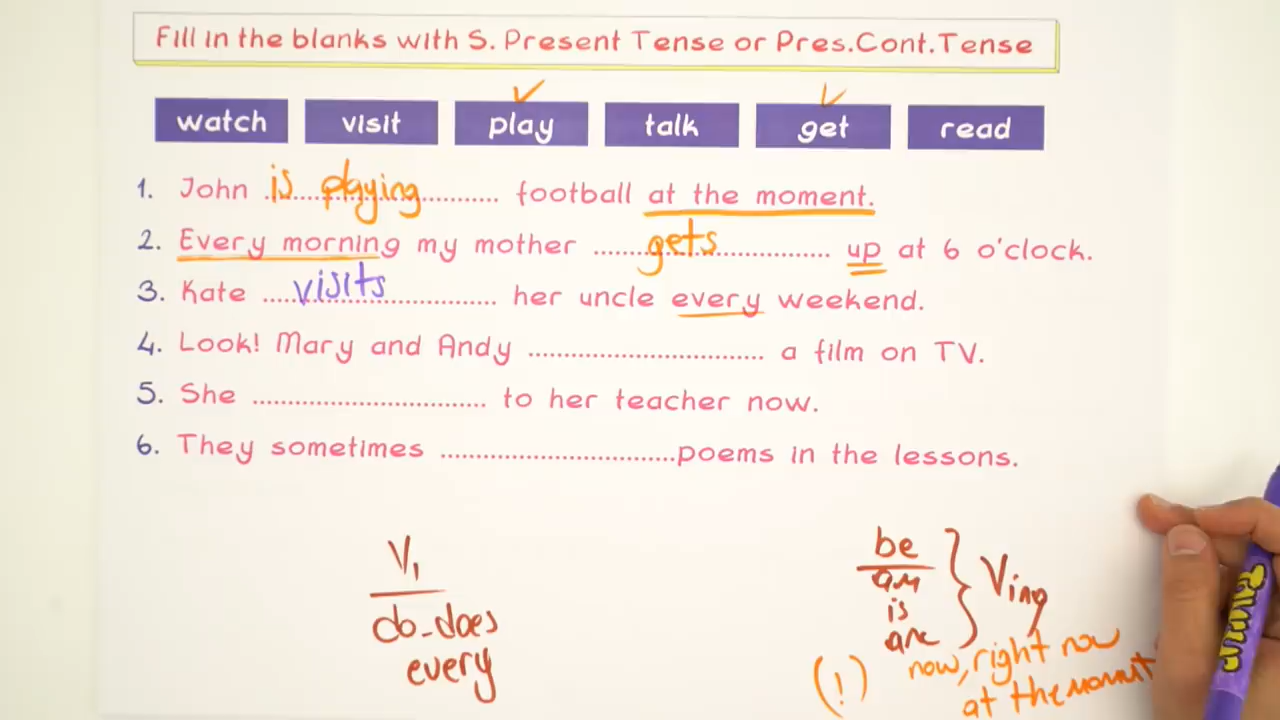 Fill in the blanks with S. Present Tense or Pres.Cont.Tense
watch visit play talk get read
1. John ..is playing.......... football at the moment.
2. Every morning my mother .......gets.............. up at 6 o'clock.
3. Kate ....visits.............. her uncle every weekend.
4. Look! Mary and Andy .................................. a film on TV.
5. She .................................. to her teacher now.
6. They sometimes ..................................poems in the lessons.
V1
do-does
every
be
am
is
are
} Ving
(!) now, right now
at the moment